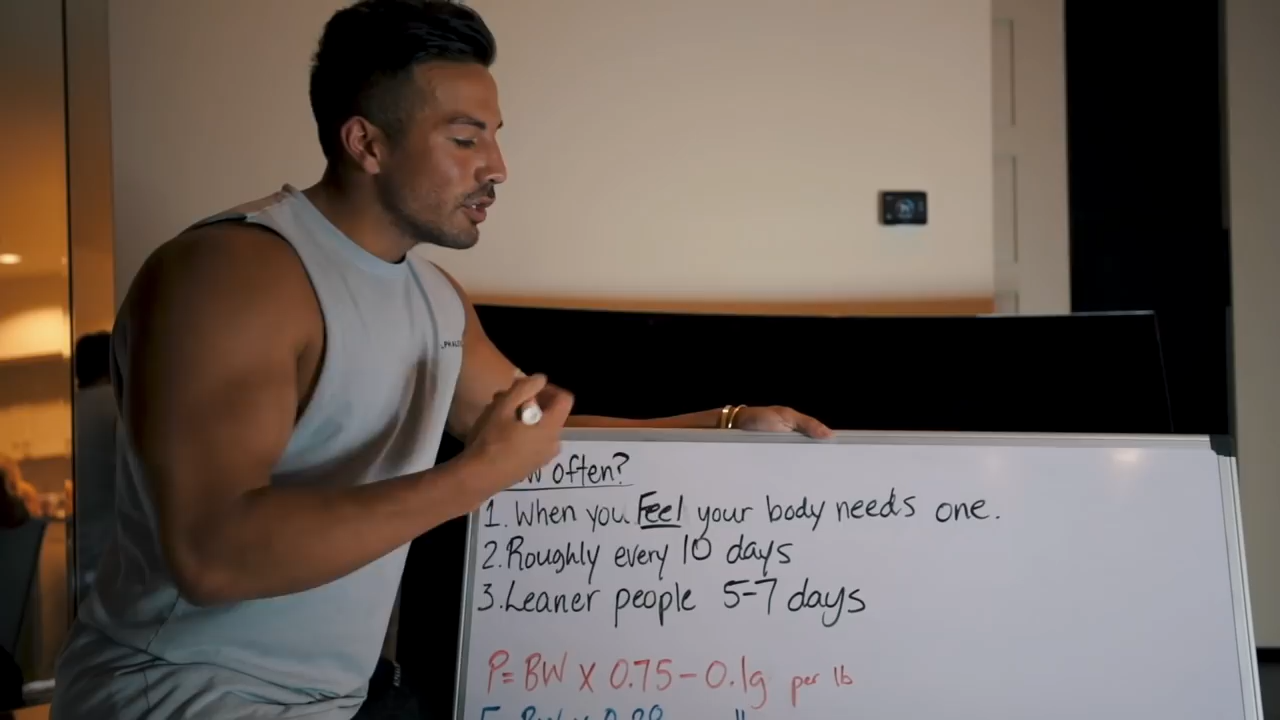 often?
1. When you Feel your body needs one.
2. Roughly every 10 days
3. Leaner people 5-7 days
P= BW x 0.75-0.1g per lb